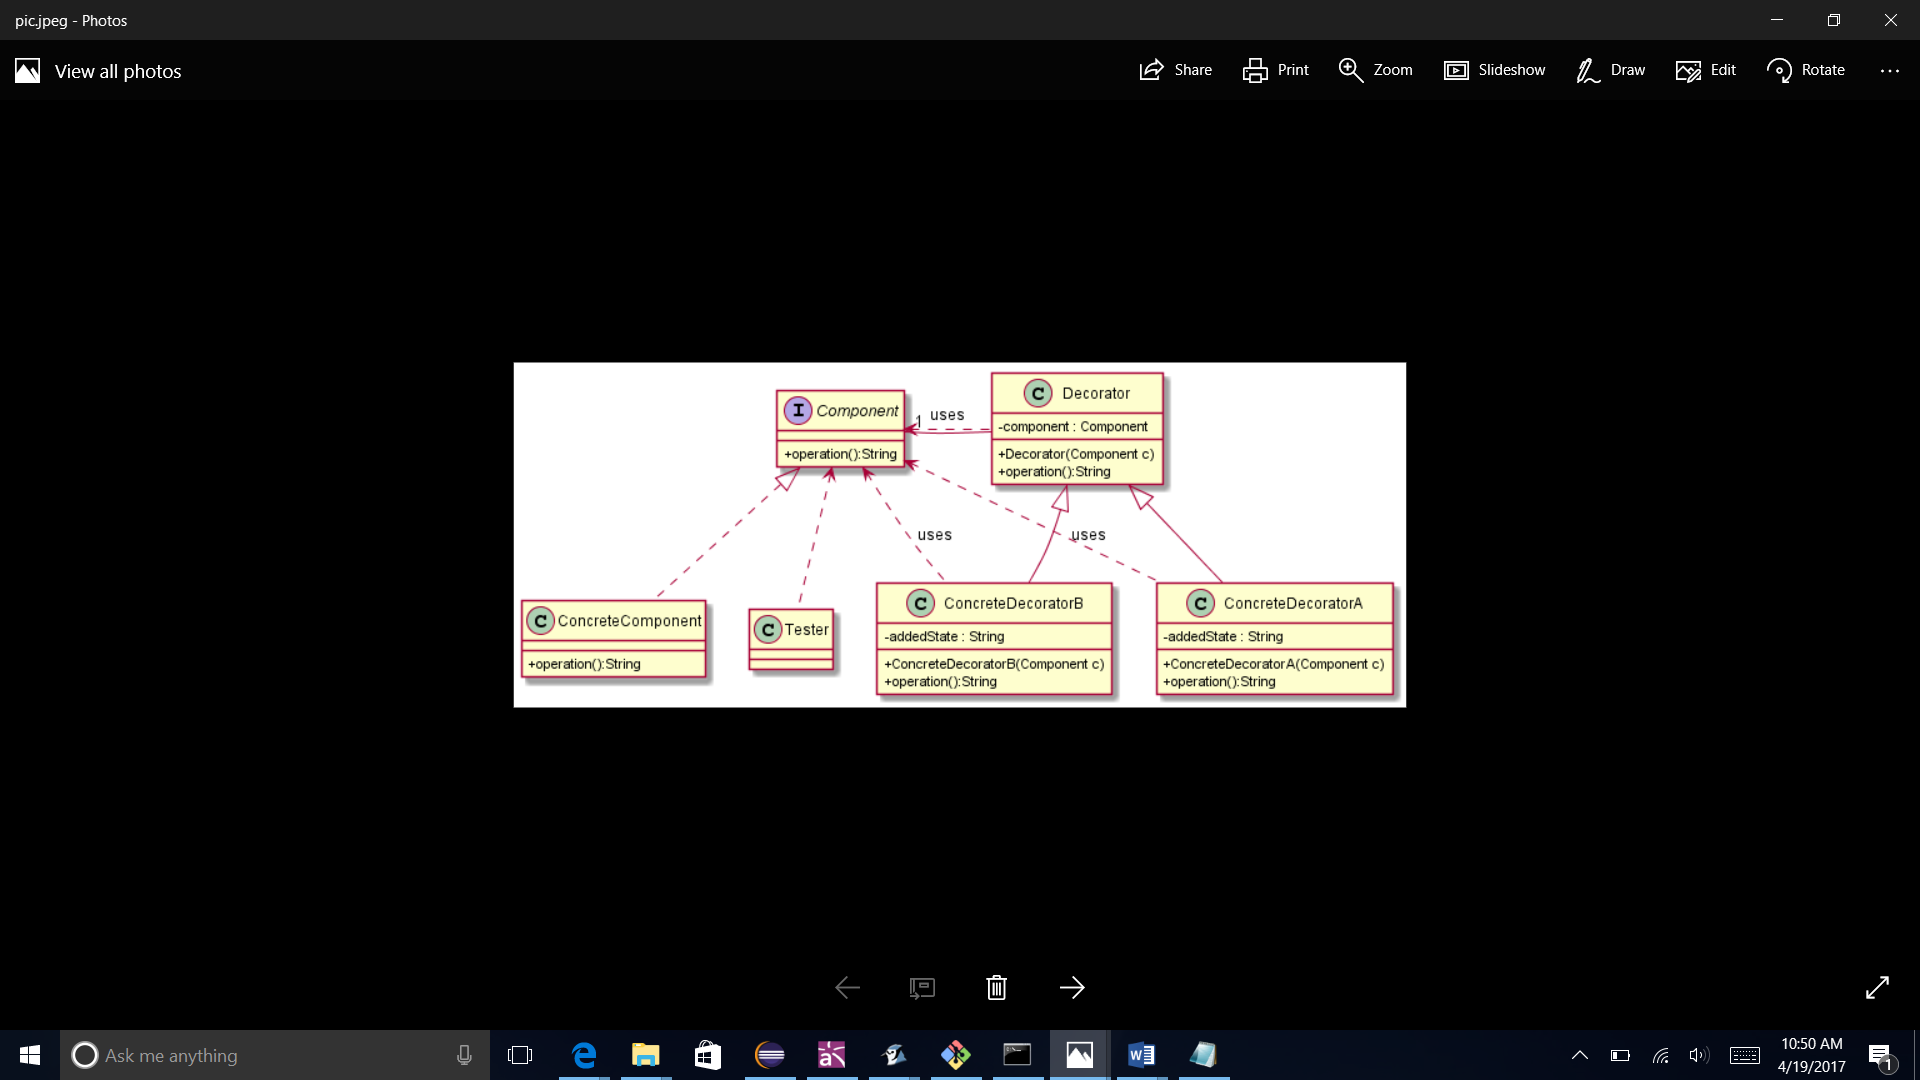 pic.jpeg - Photos
View all photos
Share
Print
Zoom
Slideshow
Draw
Edit
Rotate
I Component
+operation():String
1 uses
C Decorator
-component : Component
+Decorator(Component c)
+operation():String
uses
uses
C ConcreteComponent
+operation():String
C Tester
C ConcreteDecoratorB
-addedState : String
+ConcreteDecoratorB(Component c)
+operation():String
C ConcreteDecoratorA
-addedState : String
+ConcreteDecoratorA(Component c)
+operation():String
Ask me anything
a:k
10:50 AM
4/19/2017
1